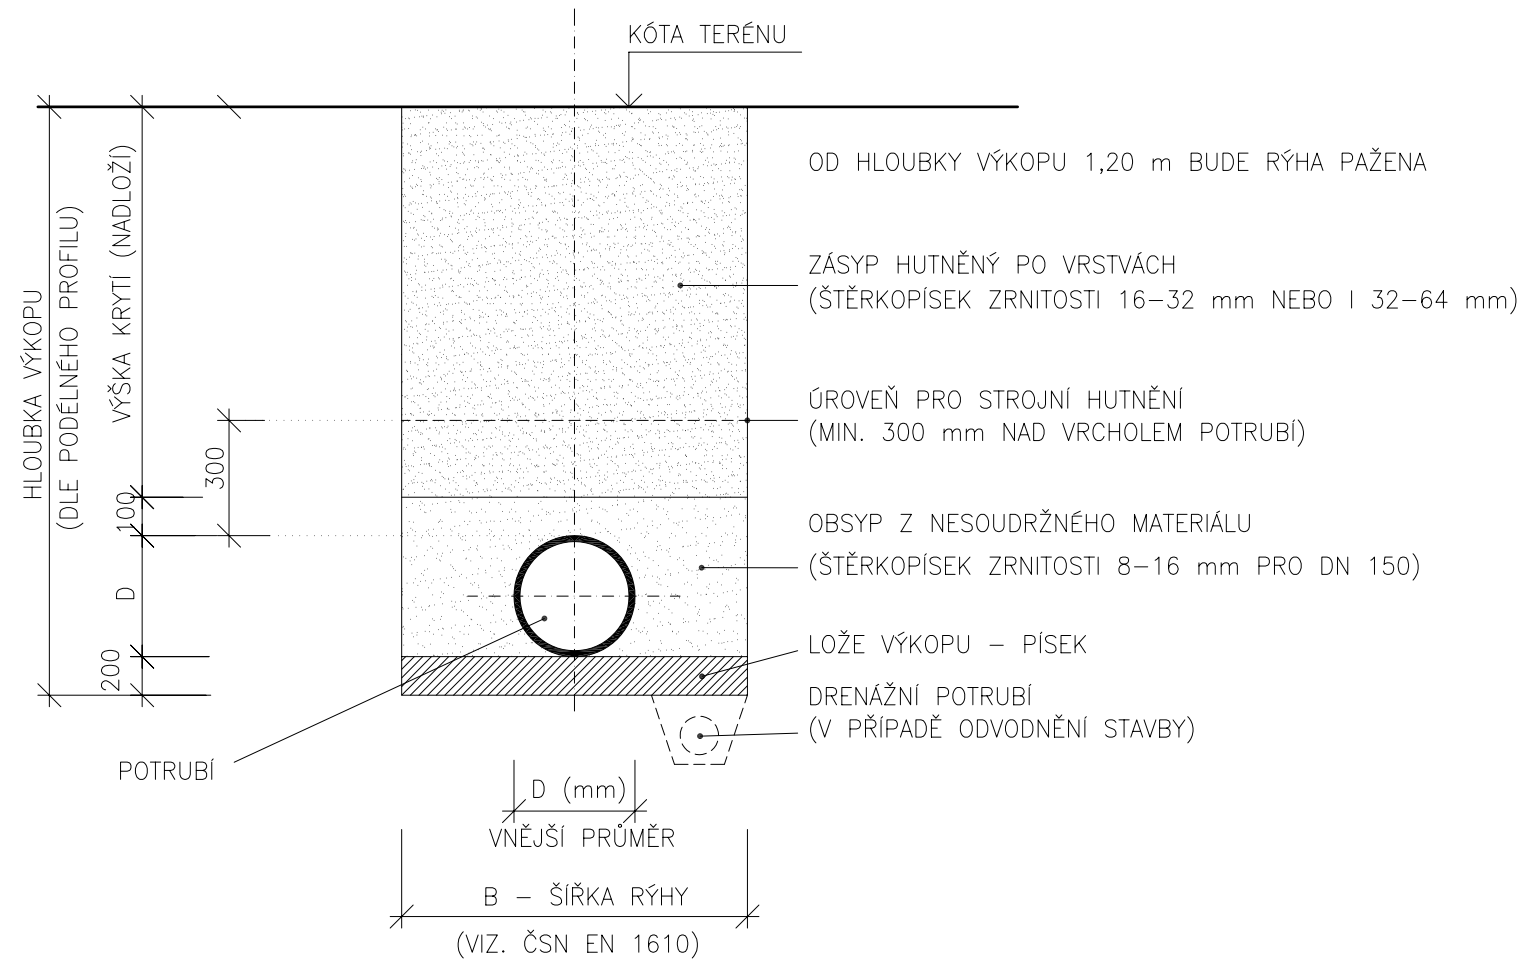 KÓTA TERÉNU
OD HLOUBKY VÝKOPU 1,20 m BUDE RÝHA PAŽENA
ZÁSYP HUTNĚNÝ PO VRSTVÁCH
(ŠTĚRKOPÍSEK ZRNITOSTI 16-32 mm NEBO I 32-64 mm)
ÚROVEŇ PRO STROJNÍ HUTNĚNÍ
(MIN. 300 mm NAD VRCHOLEM POTRUBÍ)
OBSYP Z NESOUDRŽNÉHO MATERIÁLU
(ŠTĚRKOPÍSEK ZRNITOSTI 8-16 mm PRO DN 150)
LOŽE VÝKOPU - PÍSEK
DRENÁŽNÍ POTRUBÍ
(V PŘÍPADĚ ODVODNĚNÍ STAVBY)
HLOUBKA VÝKOPU
(DLE PODÉLNÉHO PROFILU)
VÝŠKA KRYTÍ (NADLOŽÍ)
300
100
D
200
POTRUBÍ
D (mm)
VNĚJŠÍ PRŮMĚR
B - ŠÍŘKA RÝHY
(VIZ. ČSN EN 1610)